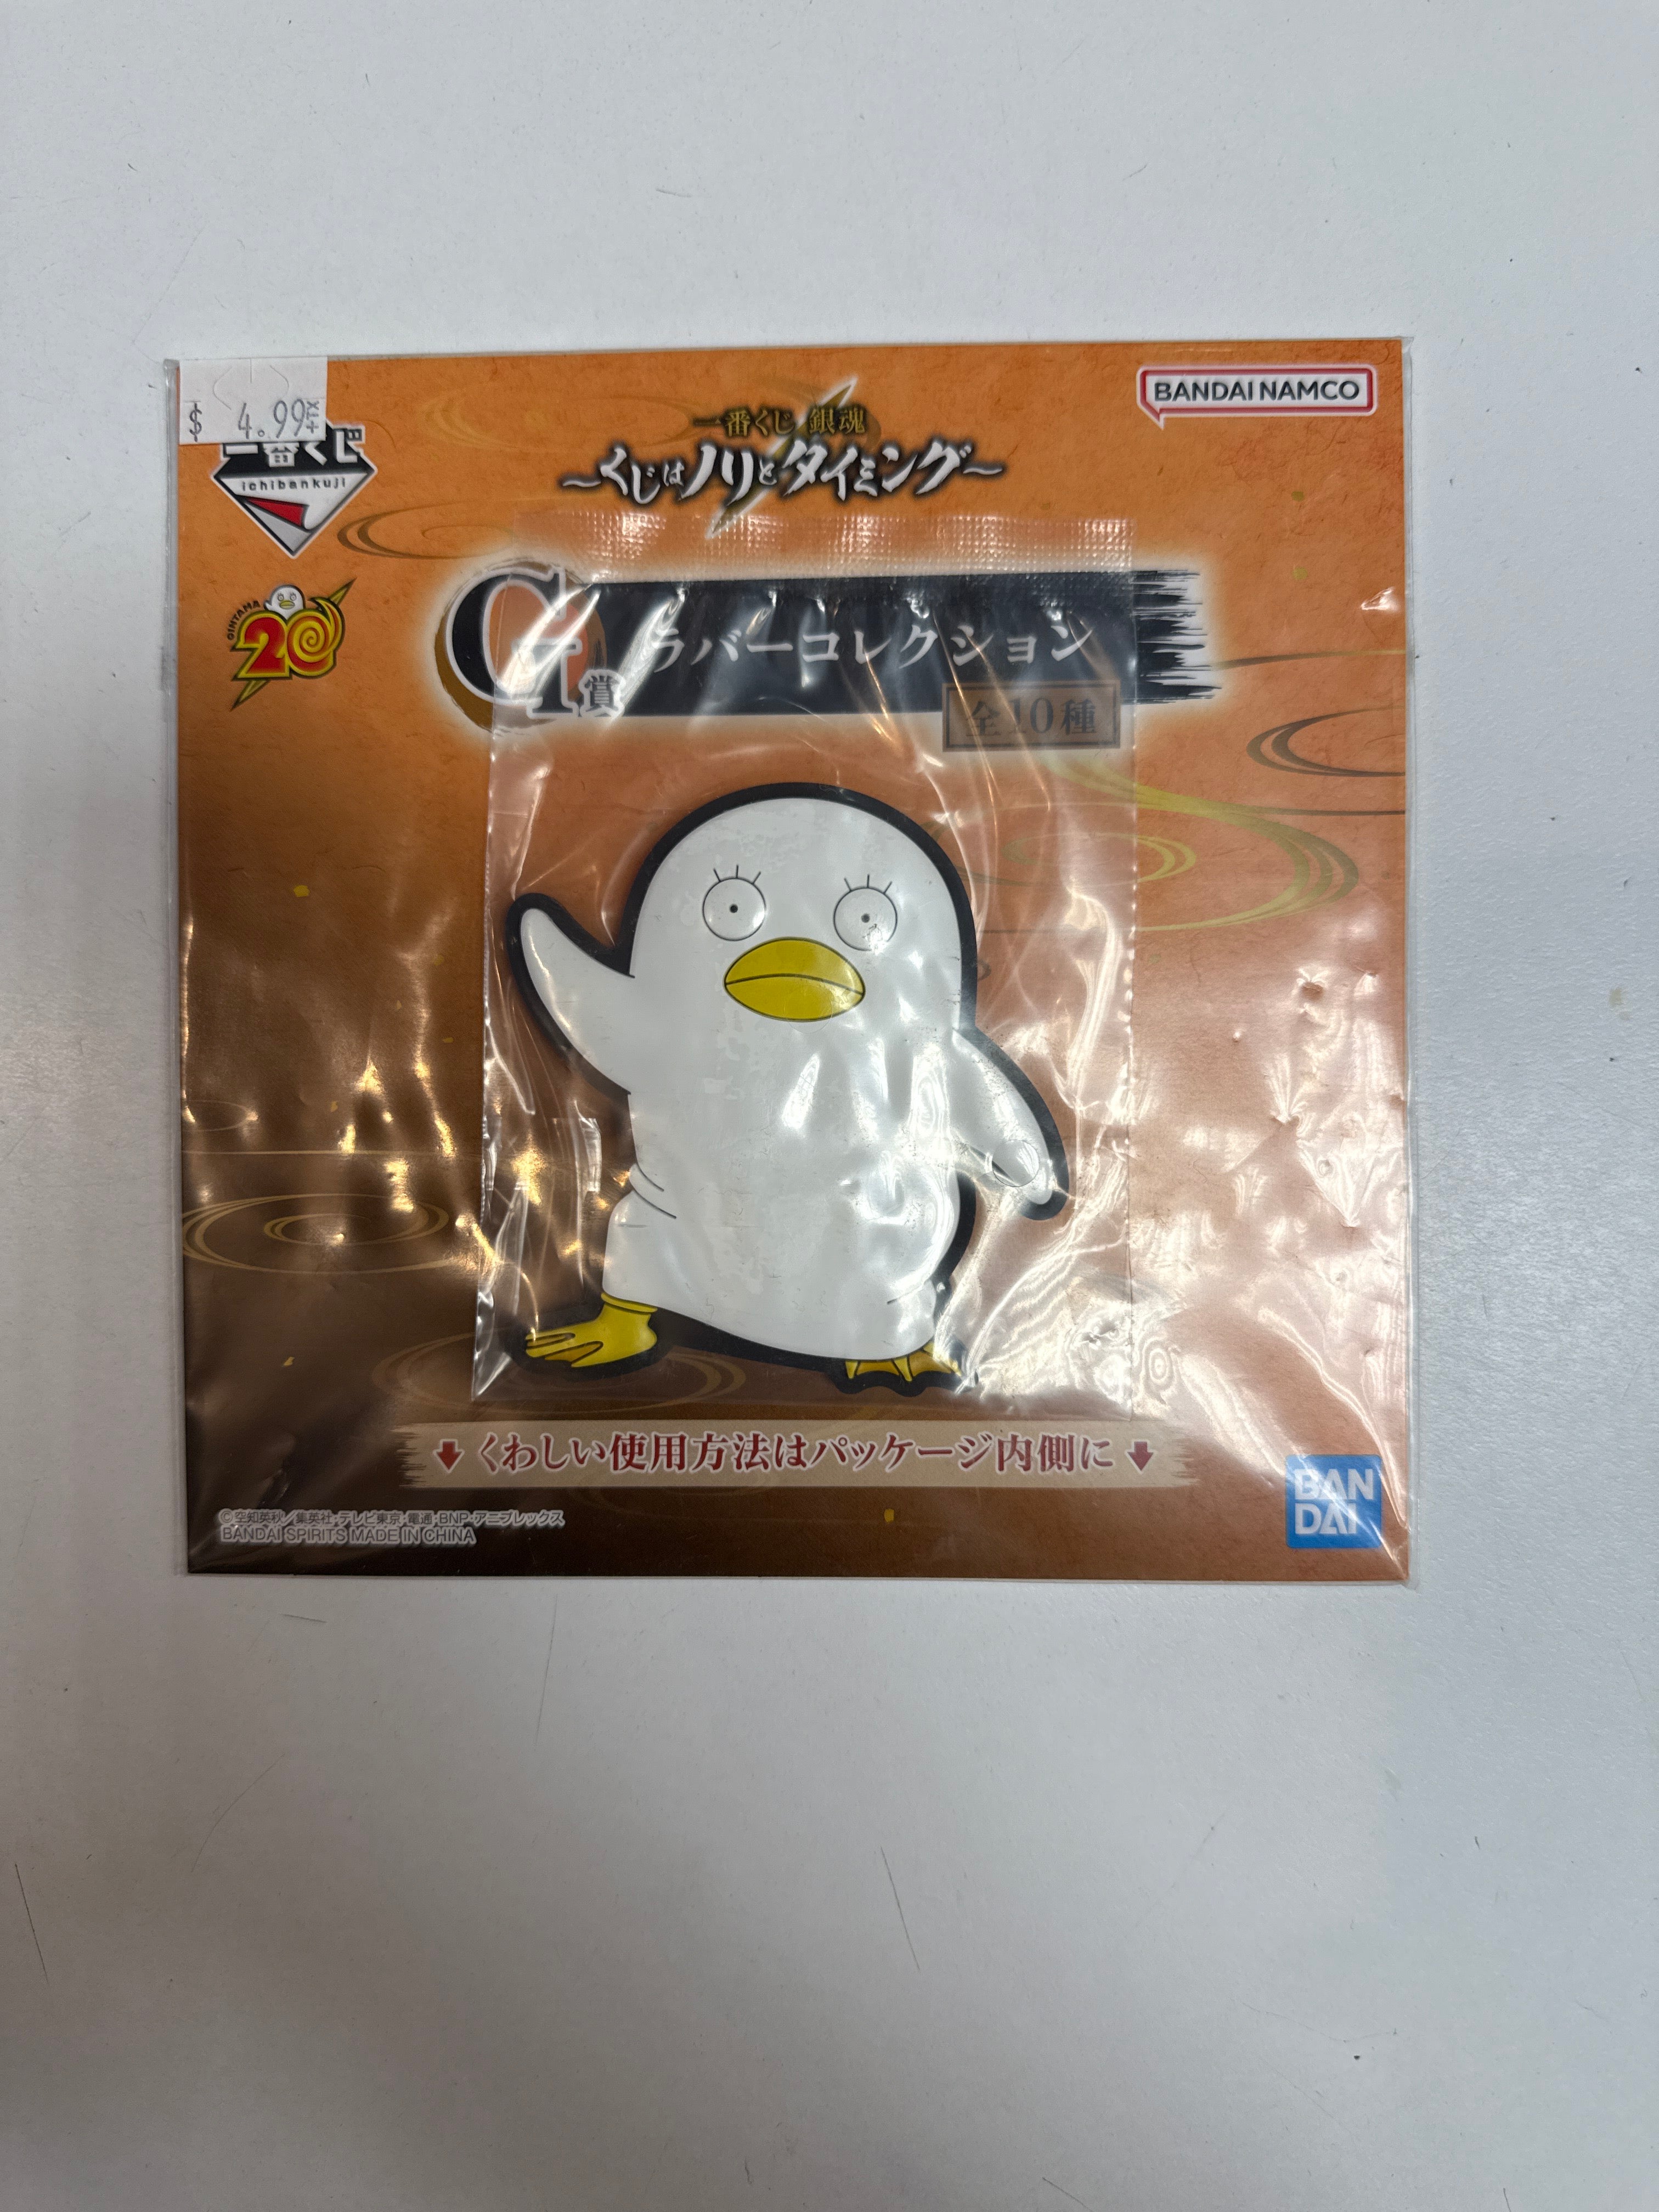 $ 4.99+TX
BANDAI NAMCO
一番くじ
ichibankuji
一番くじ 銀魂
～くじはノリとタイミング～
GINTAMA
20
G賞 ラバーコレクション
全10種
くわしい使用方法はパッケージ内側に
BAN
DAI
©空知英秋／集英社・テレビ東京・電通・BNP・アニプレックス
BANDAI SPIRITS MADE IN CHINA